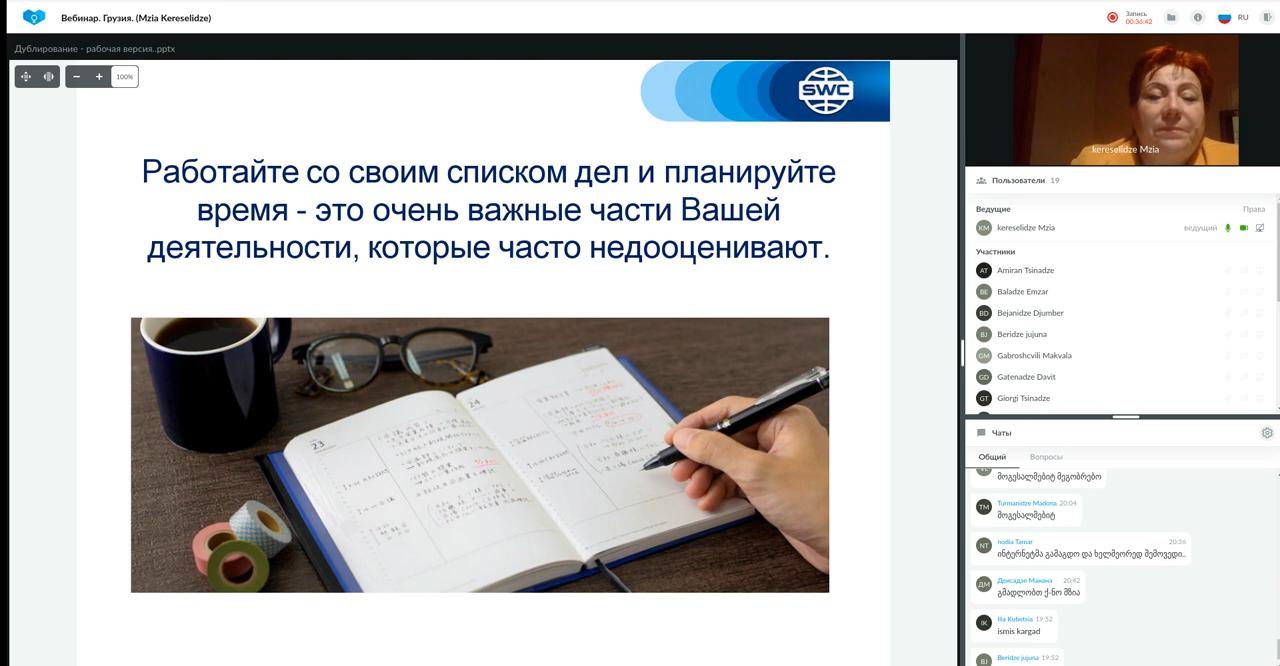 Вебинар. Грузия. (Mzia Kereselidze)
Запись
00:36:42
RU
Дублирование - рабочая версия..pptx
100%
SWC
Работайте со своим списком дел и планируйте
время - это очень важные части Вашей
деятельности, которые часто недооценивают.
23
24
kereselidze Mzia
Пользователи 19
Ведущие Права
KM kereselidze Mzia ведущий
Участники
AT Amiran Tsinadze
BE Baladze Emzar
BD Bejanidze Djumber
BJ Beridze jujuna
GM Gabroshcvili Makvala
GD Gatenadze Davit
GT Giorgi Tsinadze
Чаты
Общий Вопросы
მოგესალმებიტ მეგობრებო
TM Turmanidze Madona 20:04
მოგესალმებიტ
NT nodia Tamar 20:36
ინტერნეტმა გამაგდო და ხელმეორედ შემოვედი..
ДМ Деисадзе Манана 20:42
გმადლობთ ქ-ნო მზია
IK Ilia Kubetsia 19:52
ismis kargad
BJ Beridze jujuna 19:52